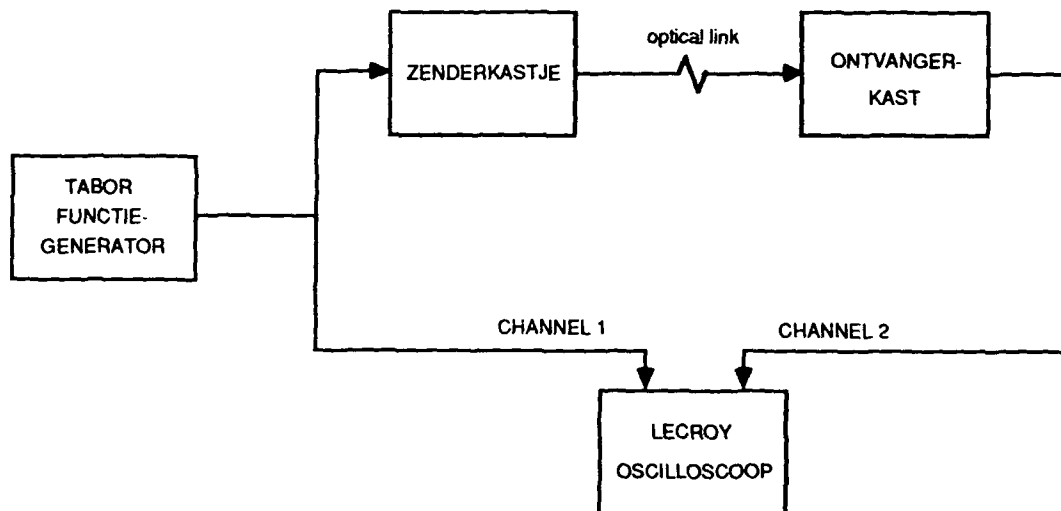 optical link
ZENDERKASTJE
ONTVANGER-
KAST
TABOR
FUNCTIE-
GENERATOR
CHANNEL 1
CHANNEL 2
LECROY
OSCILLOSCOOP